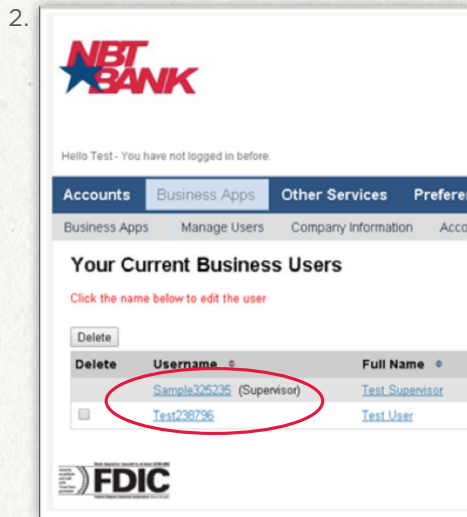 2.
NBT
BANK
Hello Test - You have not logged in before.
Accounts Business Apps Other Services Prefere
Business Apps Manage Users Company Information Acco
Your Current Business Users
Click the name below to edit the user
Delete
Delete Username Full Name
Sample325235 (Supervisor) Test Supervisor
Test238796 Test User
FDIC